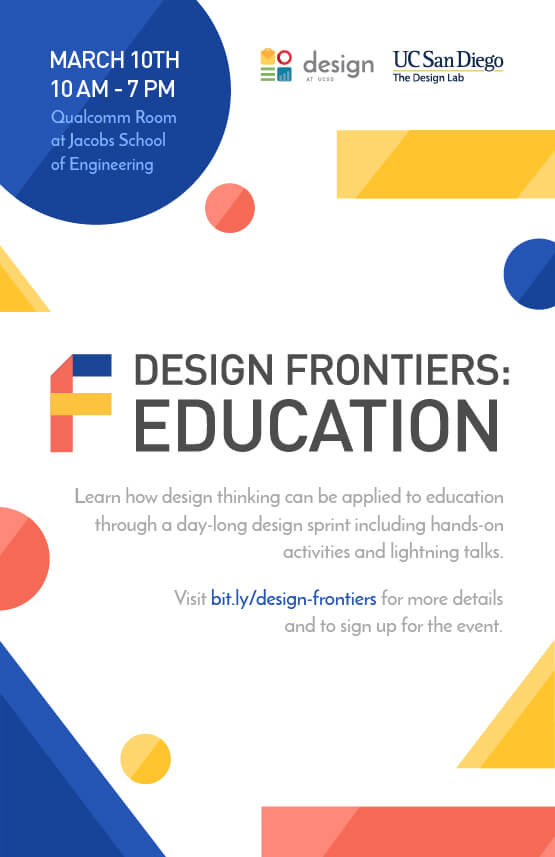 MARCH 10TH
10 AM - 7 PM
Qualcomm Room
at Jacobs School
of Engineering
design
AT UCSD
UC San Diego
The Design Lab
DESIGN FRONTIERS:
EDUCATION
Learn how design thinking can be applied to education
through a day-long design sprint including hands-on
activities and lightning talks.
Visit bit.ly/design-frontiers for more details
and to sign up for the event.